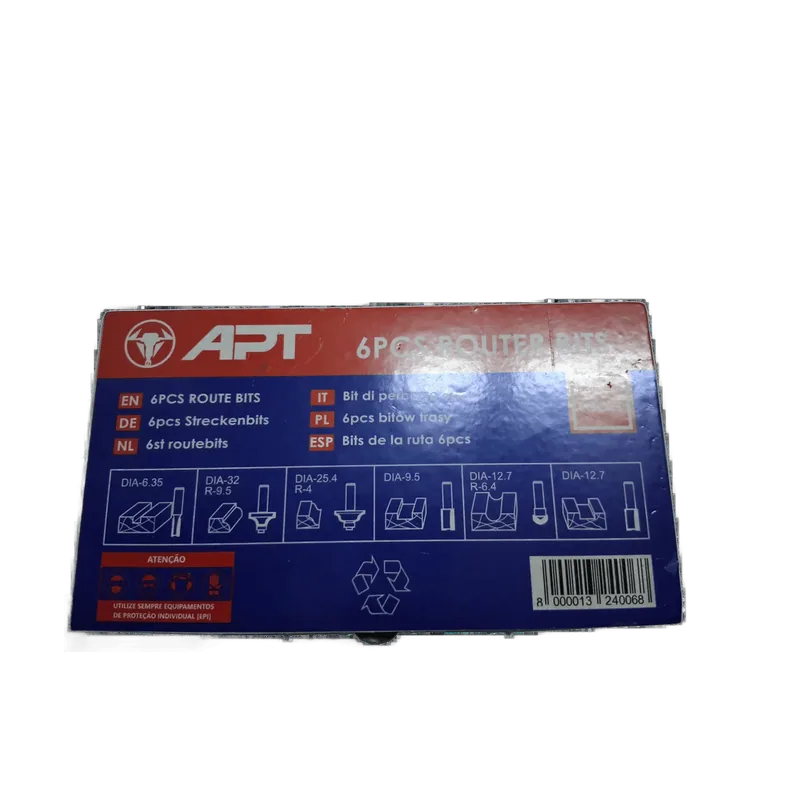 APT
6PCS ROUTER BITS
EN 6PCS ROUTE BITS
DE 6pcs Streckenbits
NL 6st routebits
IT Bit di
PL 6pcs bitów trasy
ESP Bits de la ruta 6pcs
DIA-6.35
DIA-32
R-9.5
DIA-25.4
R-4
DIA-9.5
DIA-12.7
R-6.4
DIA-12.7
ATENÇÃO
UTILIZE SEMPRE EQUIPAMENTOS
DE PROTEÇÃO INDIVIDUAL [EPI]
8 000013 240068